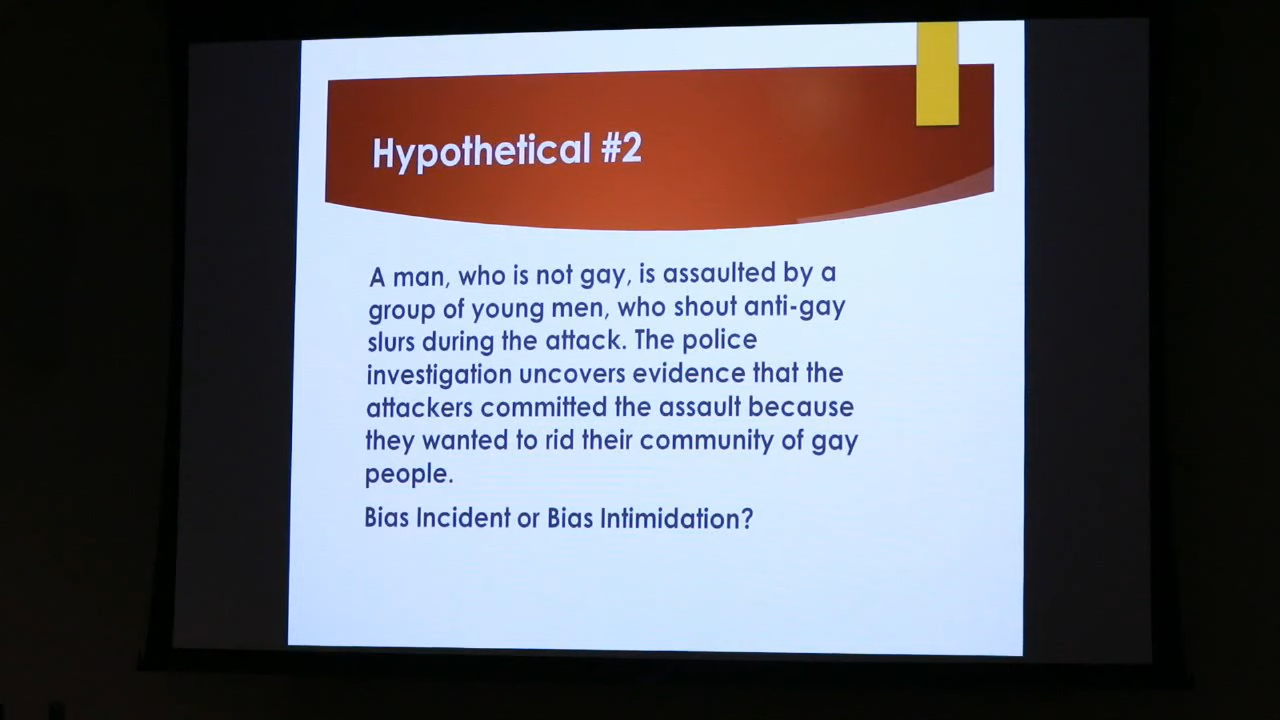 Hypothetical #2
A man, who is not gay, is assaulted by a
group of young men, who shout anti-gay
slurs during the attack. The police
investigation uncovers evidence that the
attackers committed the assault because
they wanted to rid their community of gay
people.
Bias Incident or Bias Intimidation?